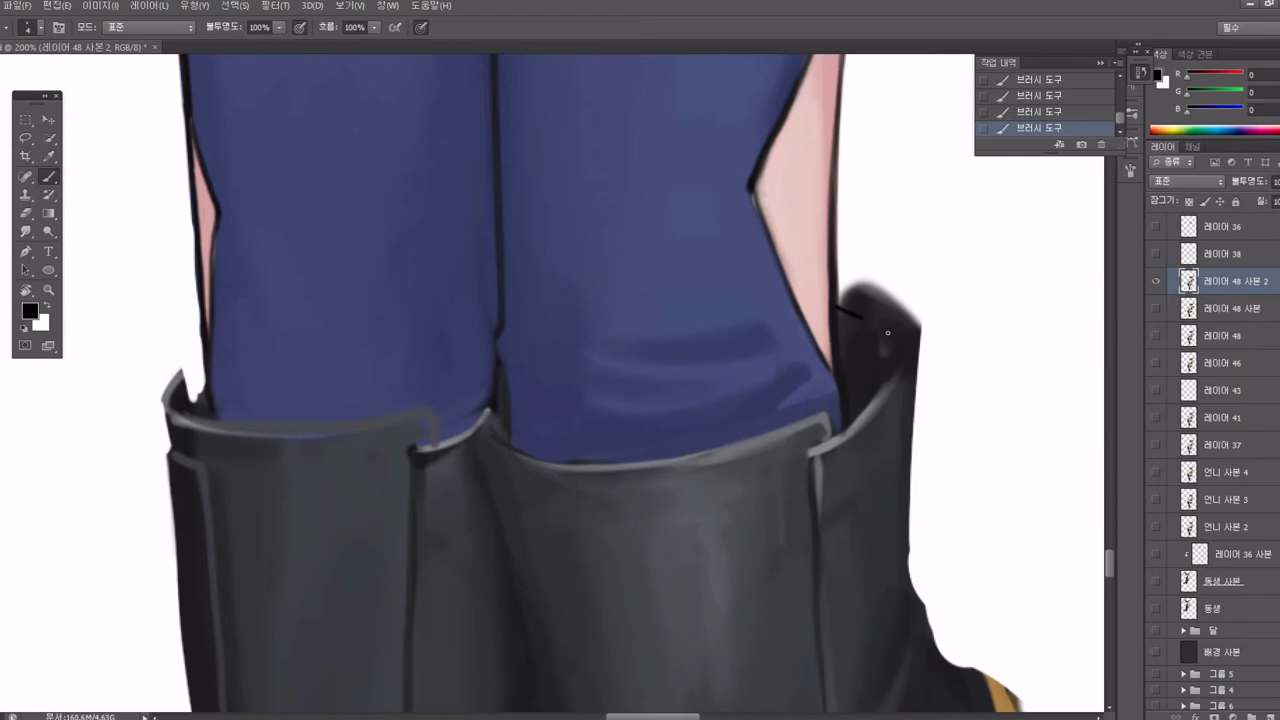 파일(F) 편집(E) 이미지(I) 레이어(L) 유형(Y) 선택(S) 필터(T) 3D(D) 보기(V) 창(W) 도움말(H)
4 모드: 표준 불투명도: 100% 흐름: 100% 필수
@ 200% (레이어 48 사본 2, RGB/8) *
작업 내역
브러시 도구
브러시 도구
브러시 도구
브러시 도구
색상 색상 견본
R 0
G 0
B 0
레이어 채널
종류
표준 불투명도: 10
잠그기: 칠: 10
레이어 36
레이어 38
레이어 48 사본 2
레이어 48 사본
레이어 48
레이어 46
레이어 43
레이어 41
레이어 37
언니 사본 4
언니 사본 3
언니 사본 2
레이어 36 사본
동생 사본
동생
달
배경 사본
그룹 5
그룹 4
그룹 6
문서:160.6M/4.63G